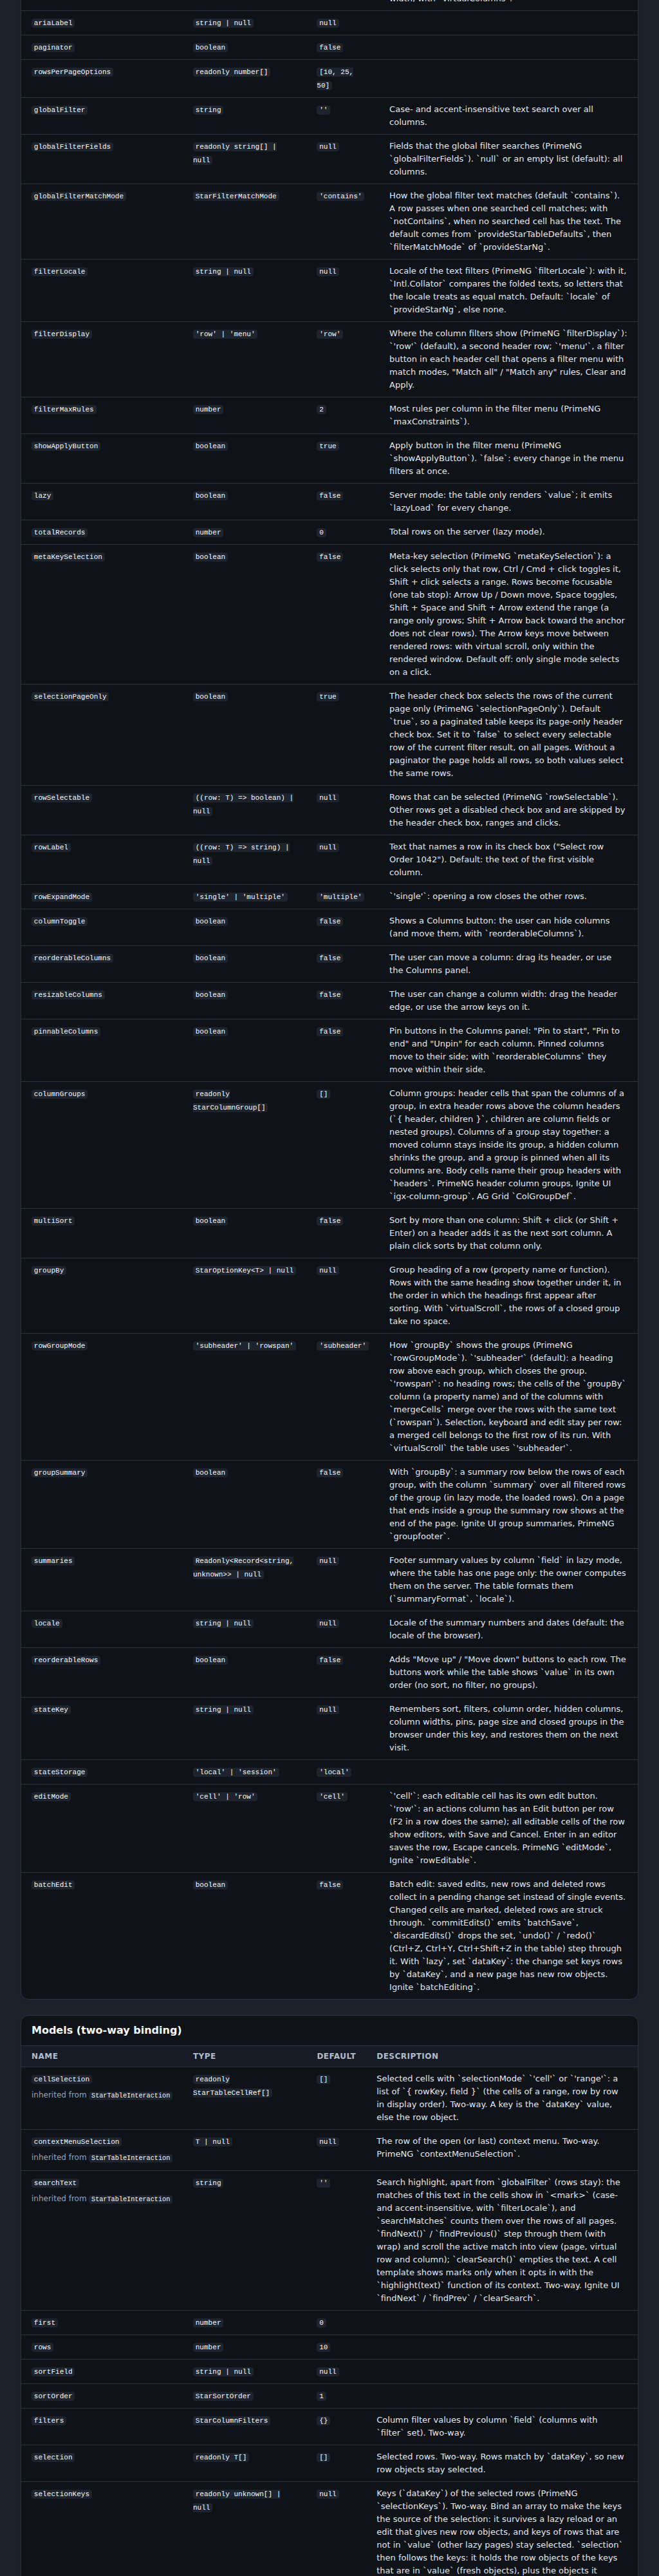 ariaLabel string | null null
paginator boolean false
rowsPerPageOptions readonly number[] [10, 25,
50]
globalFilter string '' Case- and accent-insensitive text search over all
columns.
globalFilterFields readonly string[] | null Fields that the global filter searches (PrimeNG
null `globalFilterFields`). `null` or an empty list (default): all
columns.
globalFilterMatchMode StarFilterMatchMode 'contains' How the global filter text matches (default `contains`).
A row passes when one searched cell matches; with
`notContains`, when no searched cell has the text. The
default comes from `provideStarTableDefaults`, then
`filterMatchMode` of `provideStarNg`.
filterLocale string | null null Locale of the text filters (PrimeNG `filterLocale`): with it,
`Intl.Collator` compares the folded texts, so letters that
the locale treats as equal match. Default: `locale` of
`provideStarNg`, else none.
filterDisplay 'row' | 'menu' 'row' Where the column filters show (PrimeNG `filterDisplay`):
`'row'` (default), a second header row; `'menu'`, a filter
button in each header cell that opens a filter menu with
match modes, "Match all" / "Match any" rules, Clear and
Apply.
filterMaxRules number 2 Most rules per column in the filter menu (PrimeNG
`maxConstraints`).
showApplyButton boolean true Apply button in the filter menu (PrimeNG
`showApplyButton`). `false`: every change in the menu
filters at once.
lazy boolean false Server mode: the table only renders `value`; it emits
`lazyLoad` for every change.
totalRecords number 0 Total rows on the server (lazy mode).
metaKeySelection boolean false Meta-key selection (PrimeNG `metaKeySelection`): a
click selects only that row, Ctrl / Cmd + click toggles it,
Shift + click selects a range. Rows become focusable
(one tab stop): Arrow Up / Down move, Space toggles,
Shift + Space and Shift + Arrow extend the range (a
range only grows; Shift + Arrow back toward the anchor
does not clear rows). The Arrow keys move between
rendered rows: with virtual scroll, only within the
rendered window. Default off: only single mode selects
on a click.
selectionPageOnly boolean true The header check box selects the rows of the current
page only (PrimeNG `selectionPageOnly`). Default
`true`, so a paginated table keeps its page-only header
check box. Set it to `false` to select every selectable
row of the current filter result, on all pages. Without a
paginator the page holds all rows, so both values select
the same rows.
rowSelectable ((row: T) => boolean) | null Rows that can be selected (PrimeNG `rowSelectable`).
null Other rows get a disabled check box and are skipped by
the header check box, ranges and clicks.
rowLabel ((row: T) => string) | null Text that names a row in its check box ("Select row
null Order 1042"). Default: the text of the first visible
column.
rowExpandMode 'single' | 'multiple' 'multiple' `'single'`: opening a row closes the other rows.
columnToggle boolean false Shows a Columns button: the user can hide columns
(and move them, with `reorderableColumns`).
reorderableColumns boolean false The user can move a column: drag its header, or use
the Columns panel.
resizableColumns boolean false The user can change a column width: drag the header
edge, or use the arrow keys on it.
pinnableColumns boolean false Pin buttons in the Columns panel: "Pin to start", "Pin to
end" and "Unpin" for each column. Pinned columns
move to their side; with `reorderableColumns` they
move within their side.
columnGroups readonly [] Column groups: header cells that span the columns of a
StarColumnGroup[] group, in extra header rows above the column headers
(`{ header, children }`, children are column fields or
nested groups). Columns of a group stay together: a
moved column stays inside its group, a hidden column
shrinks the group, and a group is pinned when all its
columns are. Body cells name their group headers with
`headers`. PrimeNG header column groups, Ignite UI
`igx-column-group`, AG Grid `ColGroupDef`.
multiSort boolean false Sort by more than one column: Shift + click (or Shift +
Enter) on a header adds it as the next sort column. A
plain click sorts by that column only.
groupBy StarOptionKey<T> | null null Group heading of a row (property name or function).
Rows with the same heading show together under it, in
the order in which the headings first appear after
sorting. With `virtualScroll`, the rows of a closed group
take no space.
rowGroupMode 'subheader' | 'rowspan' 'subheader' How `groupBy` shows the groups (PrimeNG
`rowGroupMode`). `'subheader'` (default): a heading
row above each group, which closes the group.
`'rowspan'`: no heading rows; the cells of the `groupBy`
column (a property name) and of the columns with
`mergeCells` merge over the rows with the same text
(`rowspan`). Selection, keyboard and edit stay per row:
a merged cell belongs to the first row of its run. With
`virtualScroll` the table uses `'subheader'`.
groupSummary boolean false With `groupBy`: a summary row below the rows of each
group, with the column `summary` over all filtered rows
of the group (in lazy mode, the loaded rows). On a page
that ends inside a group the summary row shows at the
end of the page. Ignite UI group summaries, PrimeNG
`groupfooter`.
summaries Readonly<Record<string, null Footer summary values by column `field` in lazy mode,
unknown>> | null where the table has one page only: the owner computes
them on the server. The table formats them
(`summaryFormat`, `locale`).
locale string | null null Locale of the summary numbers and dates (default: the
locale of the browser).
reorderableRows boolean false Adds "Move up" / "Move down" buttons to each row. The
buttons work while the table shows `value` in its own
order (no sort, no filter, no groups).
stateKey string | null null Remembers sort, filters, column order, hidden columns,
column widths, pins, page size and closed groups in the
browser under this key, and restores them on the next
visit.
stateStorage 'local' | 'session' 'local'
editMode 'cell' | 'row' 'cell' `'cell'`: each editable cell has its own edit button.
`'row'`: an actions column has an Edit button per row
(F2 in a row does the same); all editable cells of the row
show editors, with Save and Cancel. Enter in an editor
saves the row, Escape cancels. PrimeNG `editMode`,
Ignite `rowEditable`.
batchEdit boolean false Batch edit: saved edits, new rows and deleted rows
collect in a pending change set instead of single events.
Changed cells are marked, deleted rows are struck
through. `commitEdits()` emits `batchSave`,
`discardEdits()` drops the set, `undo()` / `redo()`
(Ctrl+Z, Ctrl+Y, Ctrl+Shift+Z in the table) step through
it. With `lazy`, set `dataKey`: the change set keys rows
by `dataKey`, and a new page has new row objects.
Ignite `batchEditing`.
Models (two-way binding)
NAME TYPE DEFAULT DESCRIPTION
cellSelection readonly [] Selected cells with `selectionMode` `'cell'` or `'range'`: a
inherited from StarTableInteraction StarTableCellRef[] list of `{ rowKey, field }` (the cells of a range, row by row
in display order). Two-way. A key is the `dataKey` value,
else the row object.
contextMenuSelection T | null null The row of the open (or last) context menu. Two-way.
inherited from StarTableInteraction PrimeNG `contextMenuSelection`.
searchText string '' Search highlight, apart from `globalFilter` (rows stay): the
inherited from StarTableInteraction matches of this text in the cells show in `<mark>` (case-
and accent-insensitive, with `filterLocale`), and
`searchMatches` counts them over the rows of all pages.
`findNext()` / `findPrevious()` step through them (with
wrap) and scroll the active match into view (page, virtual
row and column); `clearSearch()` empties the text. A cell
template shows marks only when it opts in with the
`highlight(text)` function of its context. Two-way. Ignite UI
`findNext` / `findPrev` / `clearSearch`.
first number 0
rows number 10
sortField string | null null
sortOrder StarSortOrder 1
filters StarColumnFilters {} Column filter values by column `field` (columns with
`filter` set). Two-way.
selection readonly T[] [] Selected rows. Two-way. Rows match by `dataKey`, so new
row objects stay selected.
selectionKeys readonly unknown[] | null Keys (`dataKey`) of the selected rows (PrimeNG
null `selectionKeys`). Two-way. Bind an array to make the keys
the source of the selection: it survives a lazy reload or an
edit that gives new row objects, and keys of rows that are
not in `value` (other lazy pages) stay selected. `selection`
then follows the keys: it holds the row objects of the keys
that are in `value` (fresh objects), plus the objects it